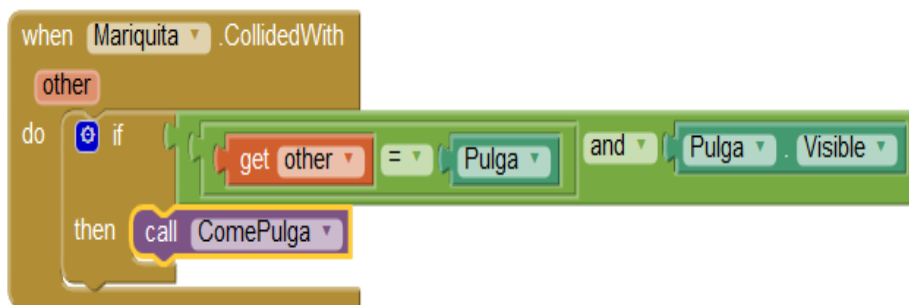 when Mariquita .CollidedWith
other
do if get other = Pulga and Pulga . Visible
then call ComePulga